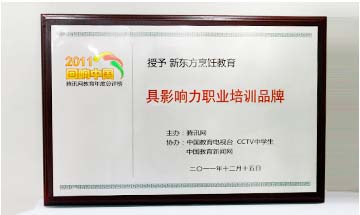 2011
回响中国
腾讯网教育年度总评榜
授予 新东方烹饪教育
具影响力职业培训品牌
主办：腾讯网
协办：中国教育电视台 CCTV中学生
中国教育新闻网
二〇一一年十二月十五日